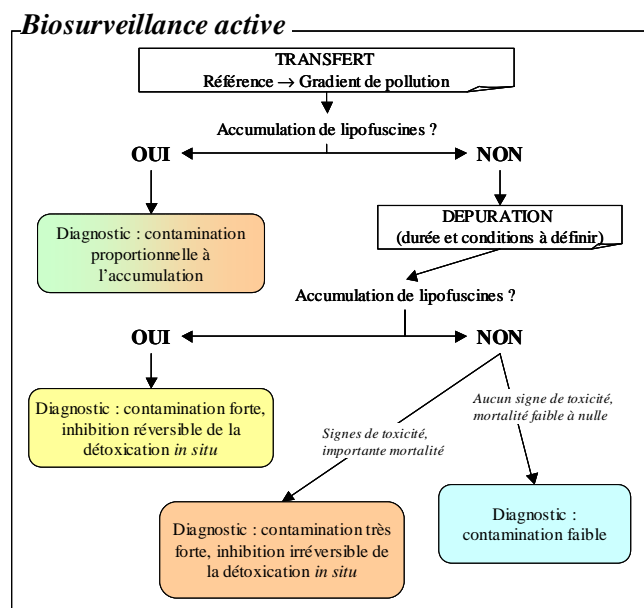 Biosurveillance active
TRANSFERT
Référence → Gradient de pollution
Accumulation de lipofuscines ?
OUI
NON
Diagnostic : contamination
proportionnelle à
l'accumulation
DEPURATION
(durée et conditions à définir)
Accumulation de lipofuscines ?
OUI
NON
Diagnostic : contamination forte,
inhibition réversible de la
détoxication in situ
Signes de toxicité,
importante mortalité
Aucun signe de toxicité,
mortalité faible à nulle
Diagnostic : contamination très
forte, inhibition irréversible de
la détoxication in situ
Diagnostic :
contamination faible